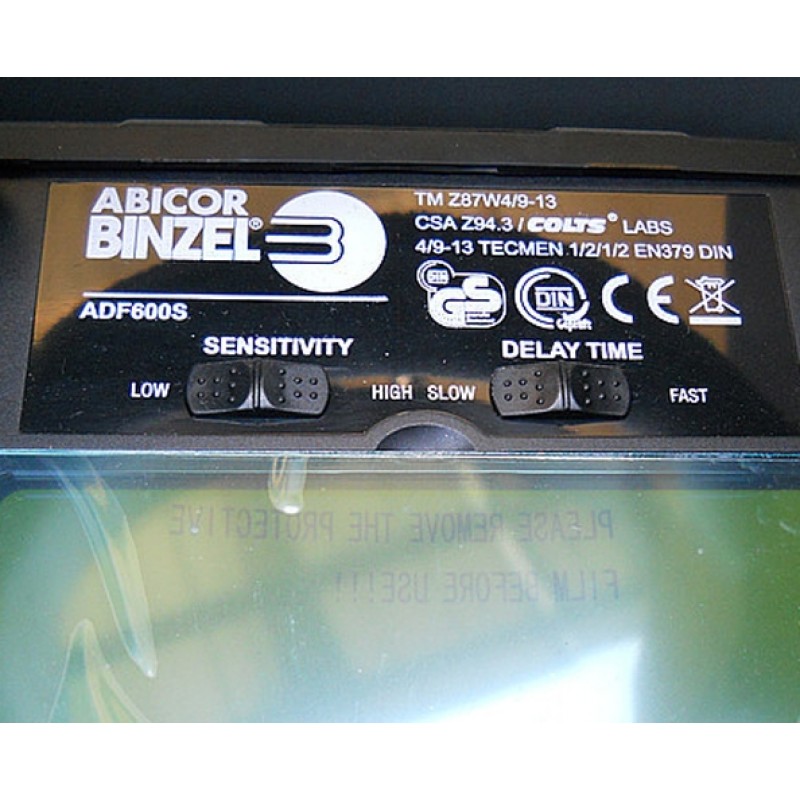 ABICOR
BINZEL®
ADF600S
TM Z87W4/9-13
CSA Z94.3 / COLTS® LABS
4/9-13 TECMEN 1/2/1/2 EN379 DIN
DIN
GS
DIN
CE
SENSITIVITY
LOW HIGH
DELAY TIME
SLOW FAST
PLEASE REMOVE THE PROTECTIVE
FILM BEFORE USE!!!